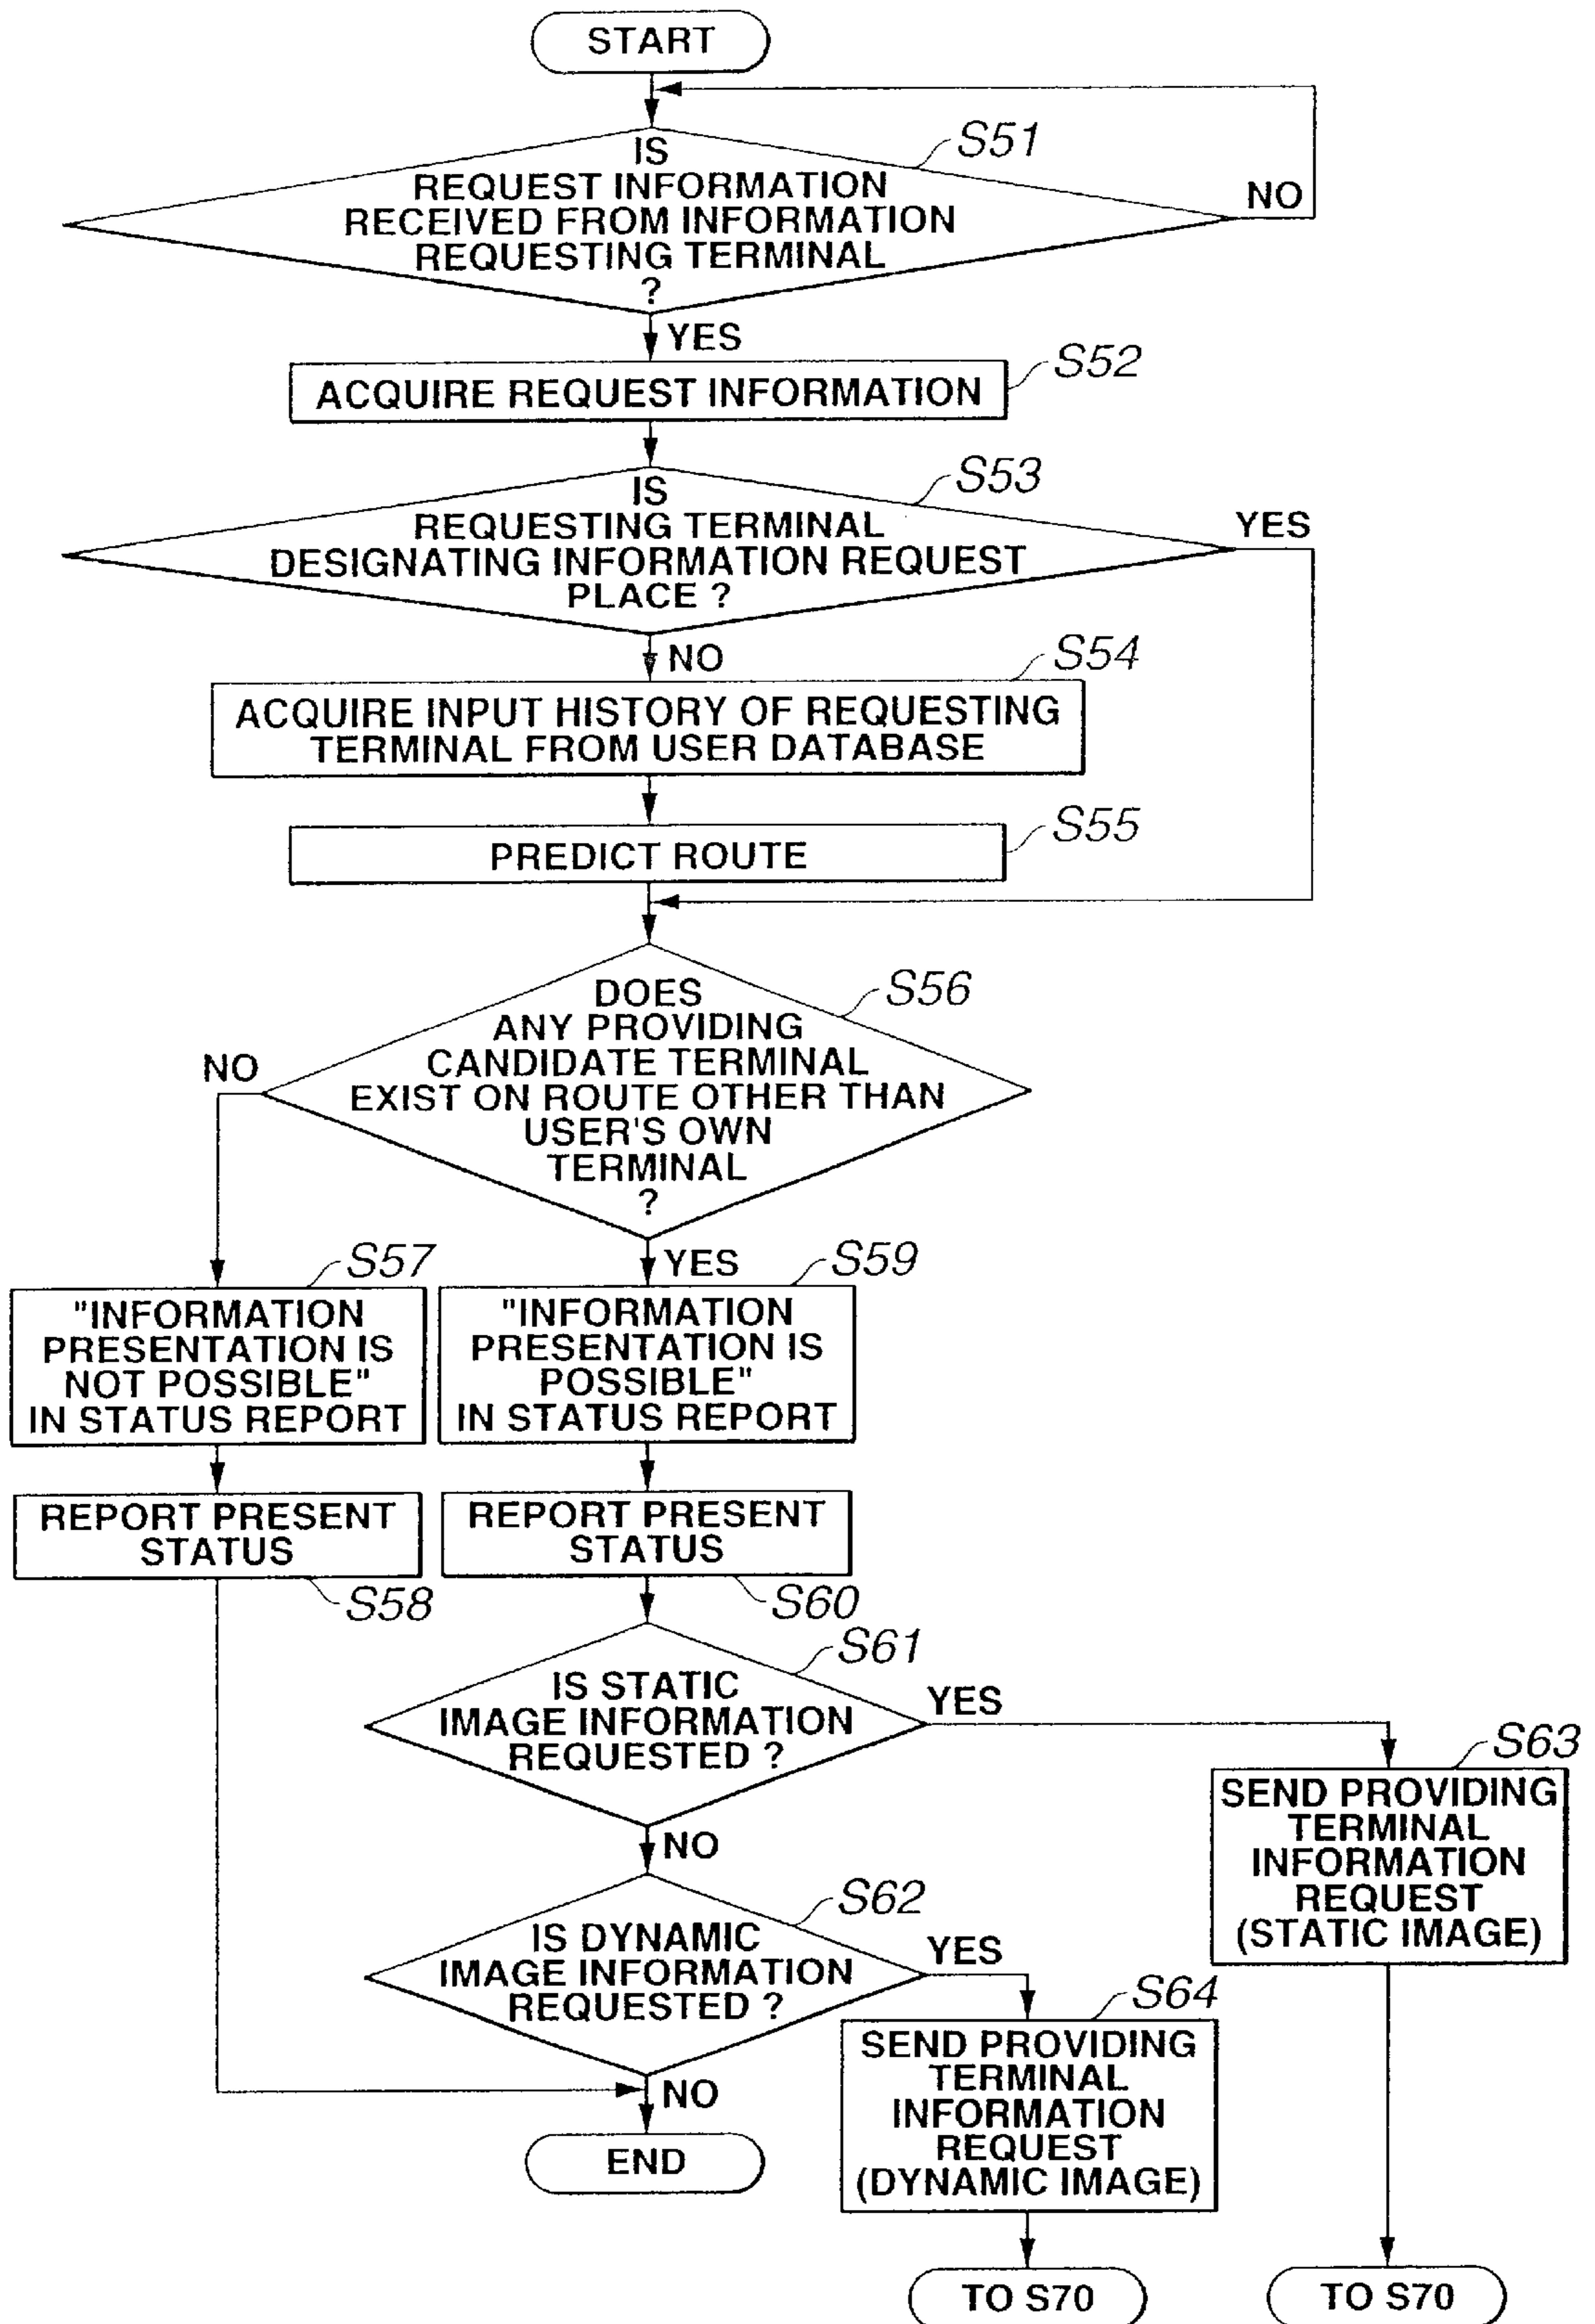 START
S51
IS
REQUEST INFORMATION
RECEIVED FROM INFORMATION
REQUESTING TERMINAL
?
NO
YES
S52
ACQUIRE REQUEST INFORMATION
S53
IS
REQUESTING TERMINAL
DESIGNATING INFORMATION REQUEST
PLACE ?
YES
NO
S54
ACQUIRE INPUT HISTORY OF REQUESTING
TERMINAL FROM USER DATABASE
S55
PREDICT ROUTE
S56
DOES
ANY PROVIDING
CANDIDATE TERMINAL
EXIST ON ROUTE OTHER THAN
USER'S OWN
TERMINAL
?
NO
YES
S57
"INFORMATION
PRESENTATION IS
NOT POSSIBLE"
IN STATUS REPORT
S59
"INFORMATION
PRESENTATION IS
POSSIBLE"
IN STATUS REPORT
REPORT PRESENT
STATUS
S58
REPORT PRESENT
STATUS
S60
S61
IS STATIC
IMAGE INFORMATION
REQUESTED ?
YES
NO
S63
SEND PROVIDING
TERMINAL
INFORMATION
REQUEST
(STATIC IMAGE)
S62
IS DYNAMIC
IMAGE INFORMATION
REQUESTED ?
YES
NO
S64
SEND PROVIDING
TERMINAL
INFORMATION
REQUEST
(DYNAMIC IMAGE)
END
TO S70
TO S70